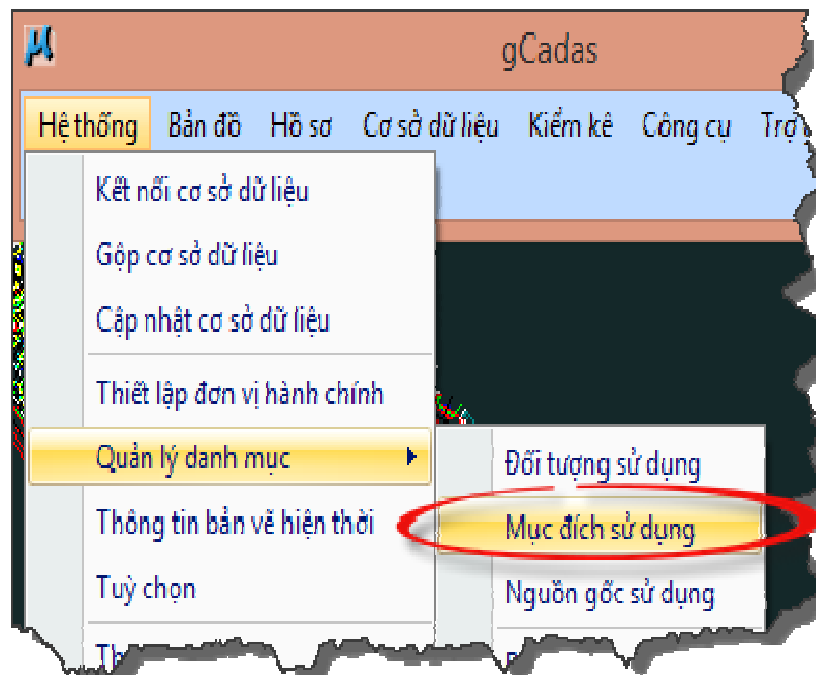 gCadas
Hệ thống Bản đồ Hồ sơ Cơ sở dữ liệu Kiểm kê Công cụ Trợ
Kết nối cơ sở dữ liệu
Gộp cơ sở dữ liệu
Cập nhật cơ sở dữ liệu
Thiết lập đơn vị hành chính
Quản lý danh mục
Đối tượng sử dụng
Mục đích sử dụng
Nguồn gốc sử dụng
Thông tin bản vẽ hiện thời
Tuỳ chọn